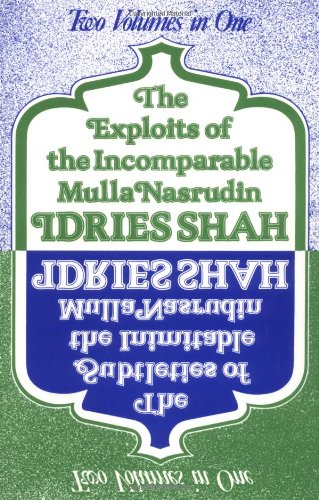 Two Volumes in One
The
Exploits of
the Incomparable
Mulla Nasrudin
IDRIES SHAH
Two Volumes in One
The
Subtleties of
the Inimitable
Mulla Nasrudin
IDRIES SHAH